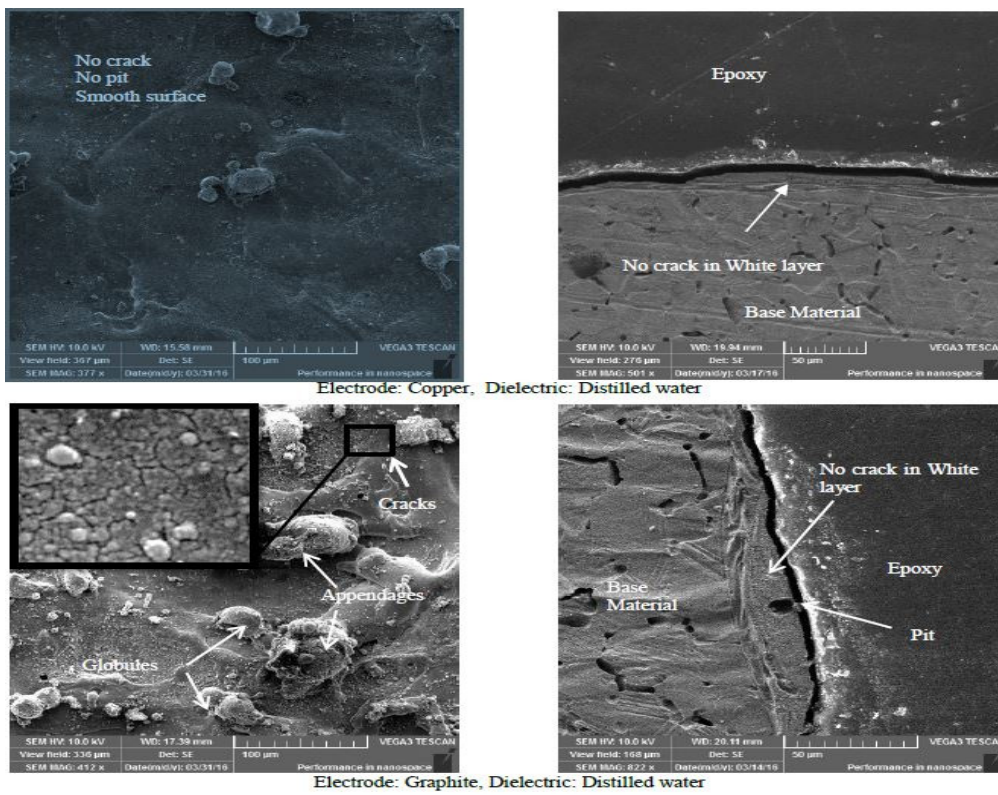 No crack
No pit
Smooth surface
SEM HV: 10.0 kV WD: 15.58 mm VEGA3 TESCAN
View field: 367 µm Det: SE 100 µm
SEM MAG: 377 x Date(m/d/y): 03/31/16 Performance in nanospace
Epoxy
No crack in White layer
Base Material
SEM HV: 10.0 kV WD: 19.94 mm VEGA3 TESCAN
View field: 276 µm Det: SE 50 µm
SEM MAG: 501 x Date(m/d/y): 03/17/16 Performance in nanospace
Electrode: Copper, Dielectric: Distilled water
Cracks
Appendages
Globules
SEM HV: 10.0 kV WD: 17.39 mm VEGA3 TESCAN
View field: 336 µm Det: SE 100 µm
SEM MAG: 412 x Date(m/d/y): 03/31/16 Performance in nanospace
No crack in White
layer
Epoxy
Base
Material
Pit
SEM HV: 10.0 kV WD: 20.11 mm VEGA3 TESCAN
View field: 168 µm Det: SE 50 µm
SEM MAG: 822 x Date(m/d/y): 03/14/16 Performance in nanospace
Electrode: Graphite, Dielectric: Distilled water